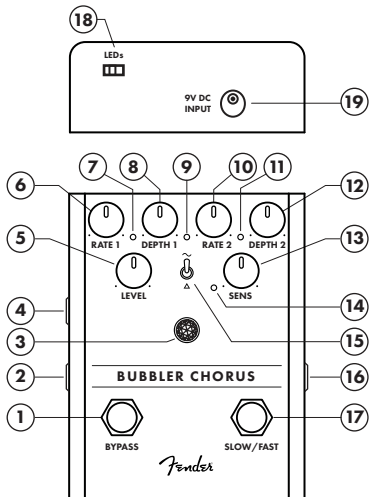 18
LEDs
9V DC
INPUT
19
7
8
9
10
11
6
12
RATE 1
DEPTH 1
RATE 2
DEPTH 2
5
13
LEVEL
SENS
14
4
15
3
2
BUBBLER CHORUS
16
1
17
BYPASS
SLOW/FAST
Fender